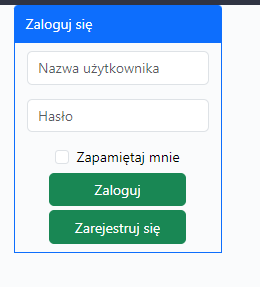 Zaloguj się
Nazwa użytkownika
Hasło
Zapamiętaj mnie
Zaloguj
Zarejestruj się